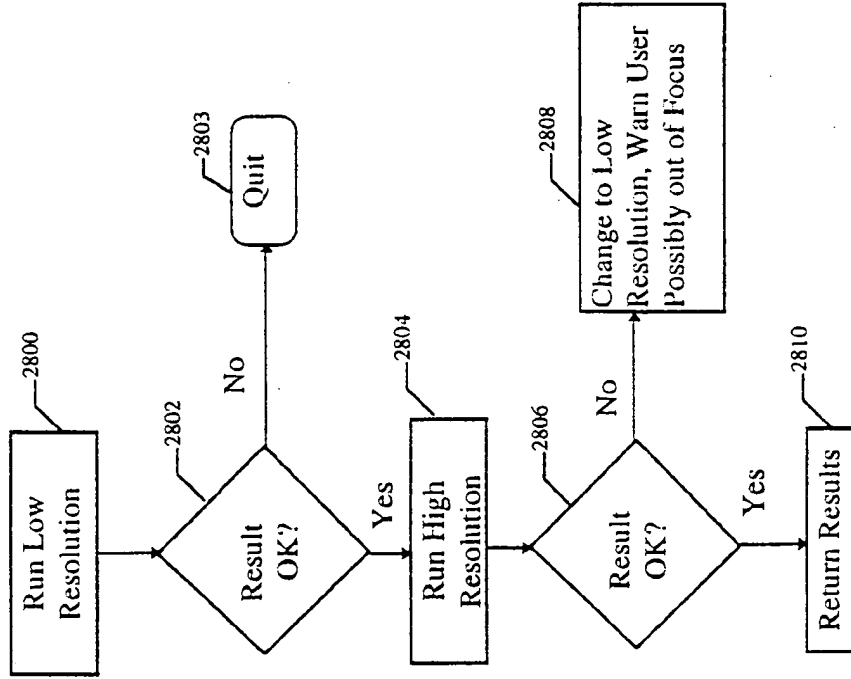 Run Low
Resolution
2800
Result
OK?
2802
No
Quit
2803
Yes
Run High
Resolution
2804
Result
OK?
2806
No
Change to Low
Resolution, Warn User
Possibly out of Focus
2808
Yes
Return Results
2810